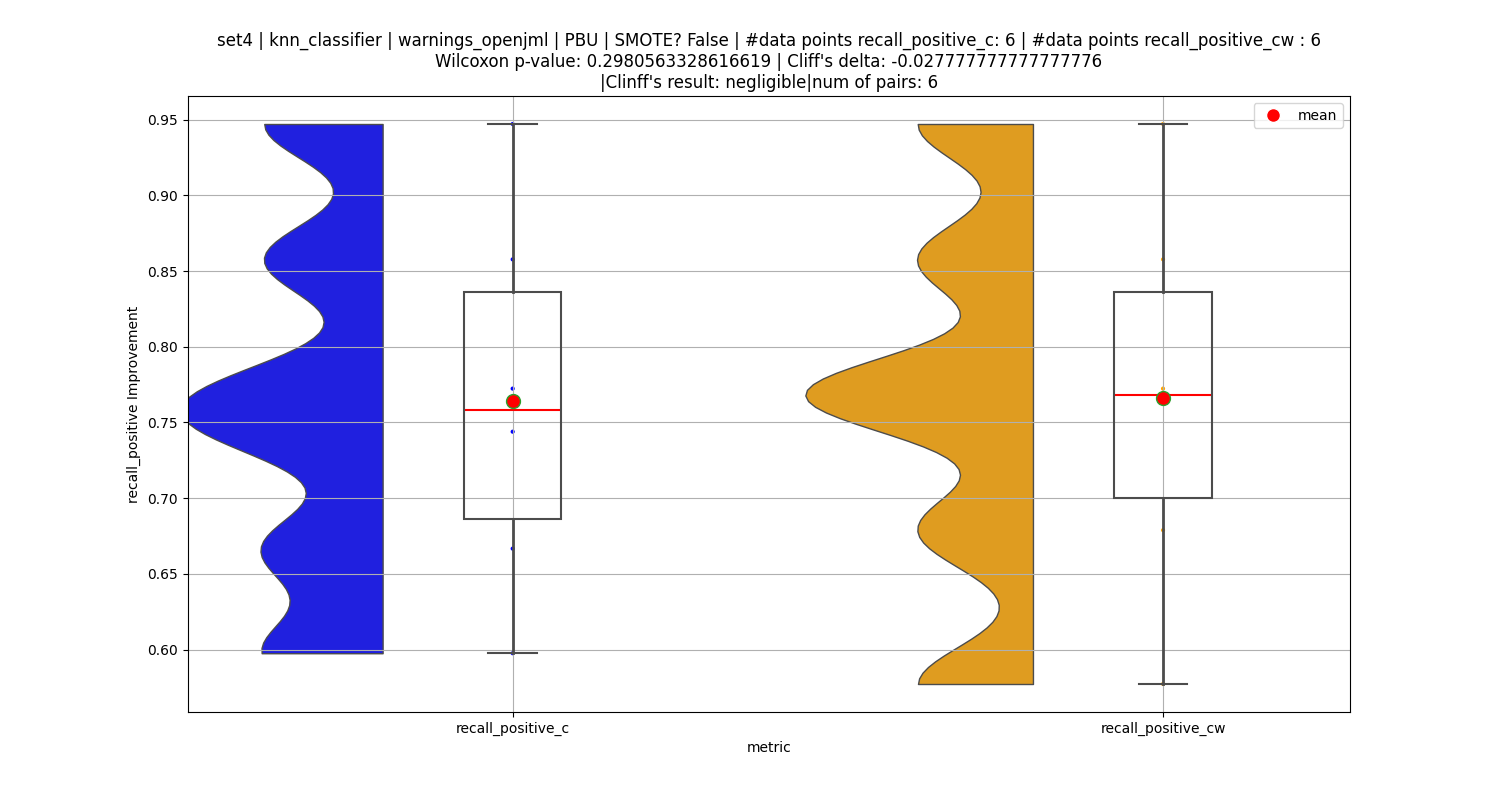 set4 | knn_classifier | warnings_openjml | PBU | SMOTE? False | #data points recall_positive_c: 6 | #data points recall_positive_cw : 6
Wilcoxon p-value: 0.2980563328616619 | Cliff's delta: -0.027777777777777776
|Clinff's result: negligible|num of pairs: 6
mean
0.95
0.90
0.85
0.80
0.75
0.70
0.65
0.60
recall_positive Improvement
recall_positive_c
recall_positive_cw
metric